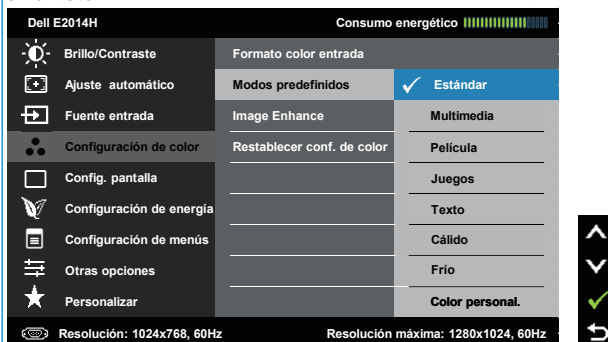 Dell E2014H Consumo energético
Brillo/Contraste Formato color entrada
Ajuste automático Modos predefinidos Estándar
Fuente entrada Image Enhance Multimedia
Configuración de color Restablecer conf. de color Película
Config. pantalla Juegos
Configuración de energía Texto
Configuración de menús Cálido
Otras opciones Frío
Personalizar Color personal.
Resolución: 1024x768, 60Hz Resolución máxima: 1280x1024, 60Hz